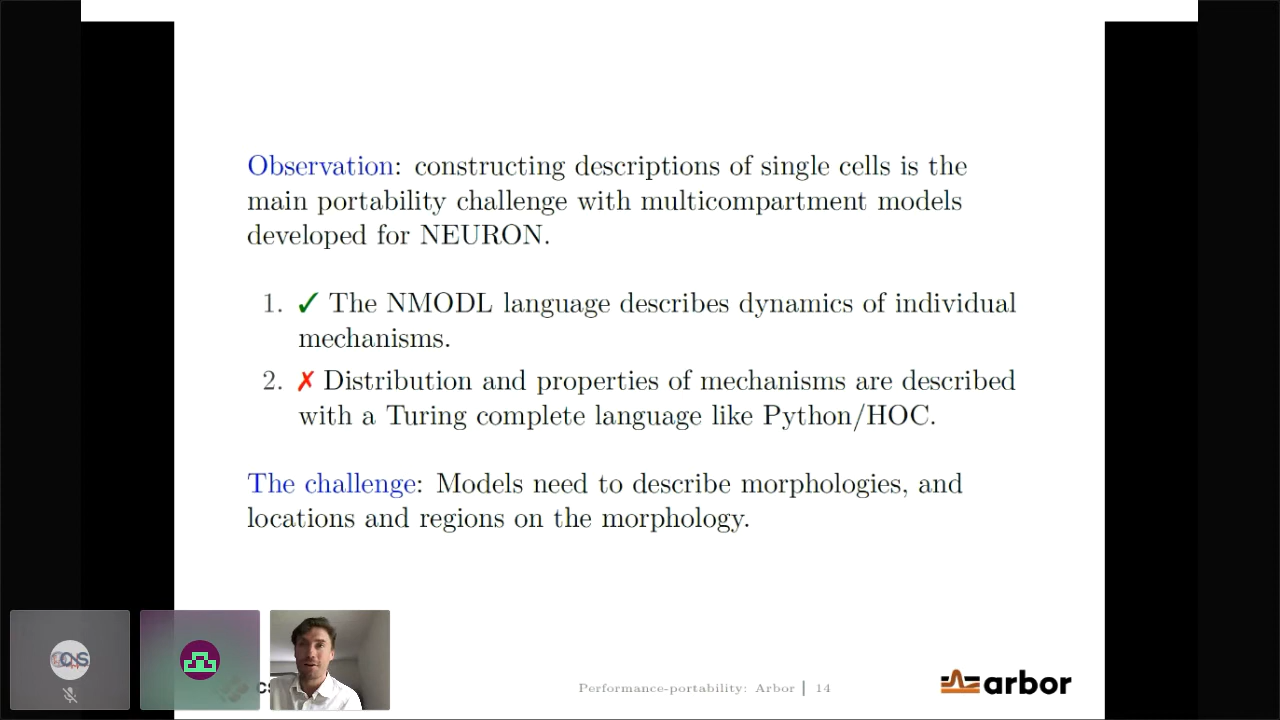 Observation: constructing descriptions of single cells is the
main portability challenge with multicompartment models
developed for NEURON.
1. ✓ The NMODL language describes dynamics of individual
mechanisms.
2. ✗ Distribution and properties of mechanisms are described
with a Turing complete language like Python/HOC.
The challenge: Models need to describe morphologies, and
locations and regions on the morphology.
Performance-portability: Arbor | 14
arbor